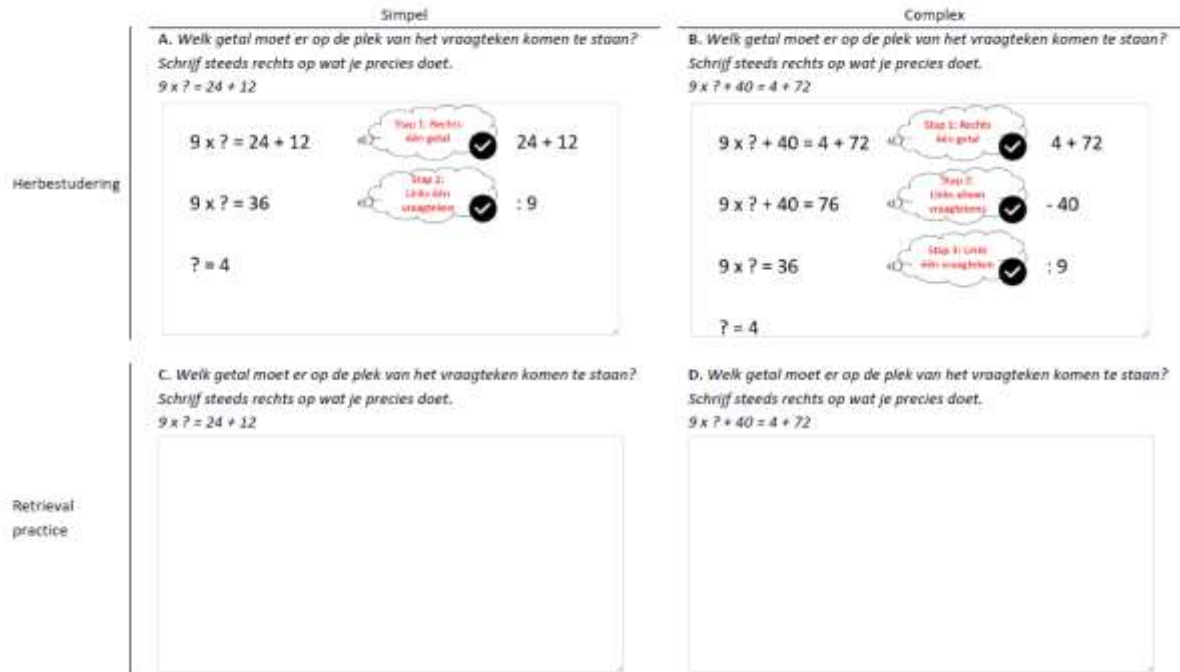 Simpel
Complex
Herbestudering
A. Welk getal moet er op de plek van het vraagteken komen te staan?
Schrijf steeds rechts op wat je precies doet.
9 x ? = 24 + 12
9 x ? = 24 + 12
Stap 1: Rechts
één getal
24 + 12
9 x ? = 36
Stap 2:
Links één
vraagteken
: 9
? = 4
B. Welk getal moet er op de plek van het vraagteken komen te staan?
Schrijf steeds rechts op wat je precies doet.
9 x ? + 40 = 4 + 72
9 x ? + 40 = 4 + 72
Stap 1: Rechts
één getal
4 + 72
9 x ? + 40 = 76
Stap 2:
Links alleen
vraagtekens
- 40
9 x ? = 36
Stap 3: Links
één vraagteken
: 9
? = 4
Retrieval
practice
C. Welk getal moet er op de plek van het vraagteken komen te staan?
Schrijf steeds rechts op wat je precies doet.
9 x ? = 24 + 12
D. Welk getal moet er op de plek van het vraagteken komen te staan?
Schrijf steeds rechts op wat je precies doet.
9 x ? + 40 = 4 + 72